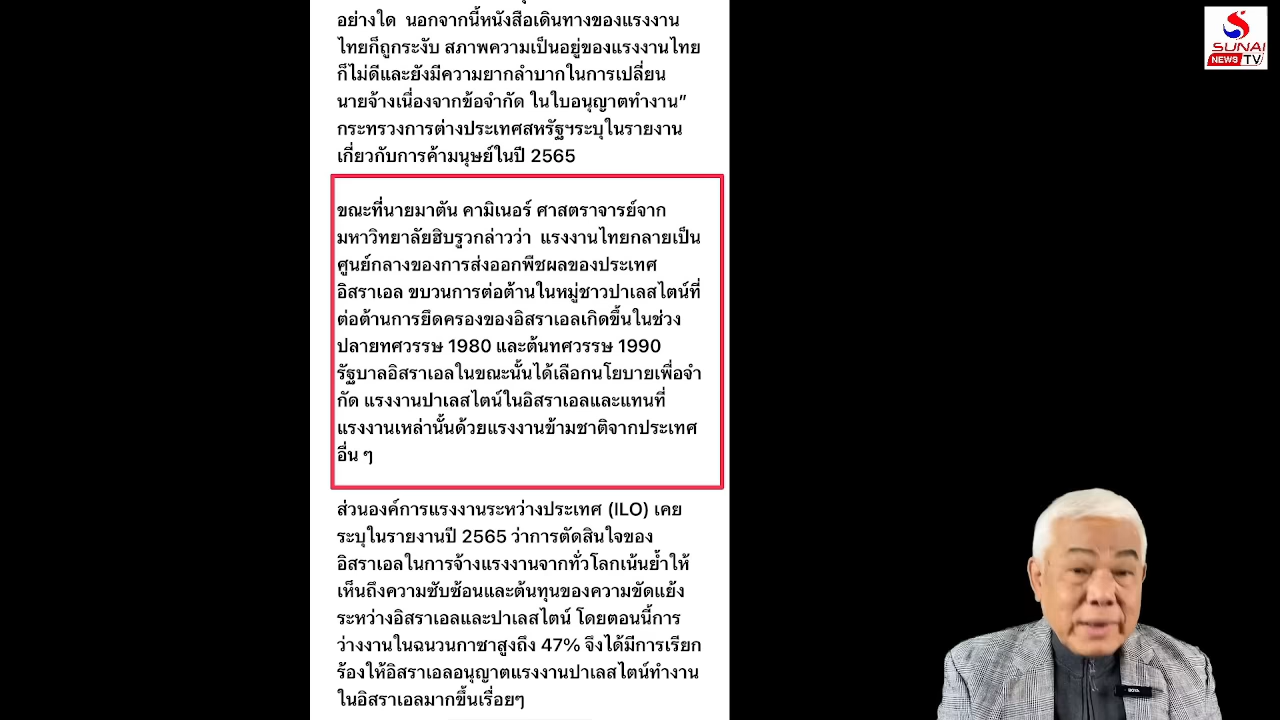 อย่างใด นอกจากนี้หนังสือเดินทางของแรงงาน
ไทยก็ถูกระงับ สภาพความเป็นอยู่ของแรงงานไทย
ก็ไม่ดีและยังมีความยากลำบากในการเปลี่ยน
นายจ้างเนื่องจากข้อจำกัด ในใบอนุญาตทำงาน”
กระทรวงการต่างประเทศสหรัฐฯระบุในรายงาน
เกี่ยวกับการค้ามนุษย์ในปี 2565
ขณะที่นายมาตัน คามิเนอร์ ศาสตราจารย์จาก
มหาวิทยาลัยฮิบรูวกล่าวว่า แรงงานไทยกลายเป็น
ศูนย์กลางของการส่งออกพืชผลของประเทศ
อิสราเอล ขบวนการต่อต้านในหมู่ชาวปาเลสไตน์ที่
ต่อต้านการยึดครองของอิสราเอลเกิดขึ้นในช่วง
ปลายทศวรรษ 1980 และต้นทศวรรษ 1990
รัฐบาลอิสราเอลในขณะนั้นได้เลือกนโยบายเพื่อจำ
กัด แรงงานปาเลสไตน์ในอิสราเอลและแทนที่
แรงงานเหล่านั้นด้วยแรงงานข้ามชาติจากประเทศ
อื่น ๆ
ส่วนองค์การแรงงานระหว่างประเทศ (ILO) เคย
ระบุในรายงานปี 2565 ว่าการตัดสินใจของ
อิสราเอลในการจ้างแรงงานจากทั่วโลกเน้นย้ำให้
เห็นถึงความซับซ้อนและต้นทุนของความขัดแย้ง
ระหว่างอิสราเอลและปาเลสไตน์ โดยตอนนี้การ
ว่างงานในฉนวนกาซาสูงถึง 47% จึงได้มีการเรียก
ร้องให้อิสราเอลอนุญาตแรงงานปาเลสไตน์ทำงาน
ในอิสราเอลมากขึ้นเรื่อยๆ
SUNAI
NEWS TV
BOYA